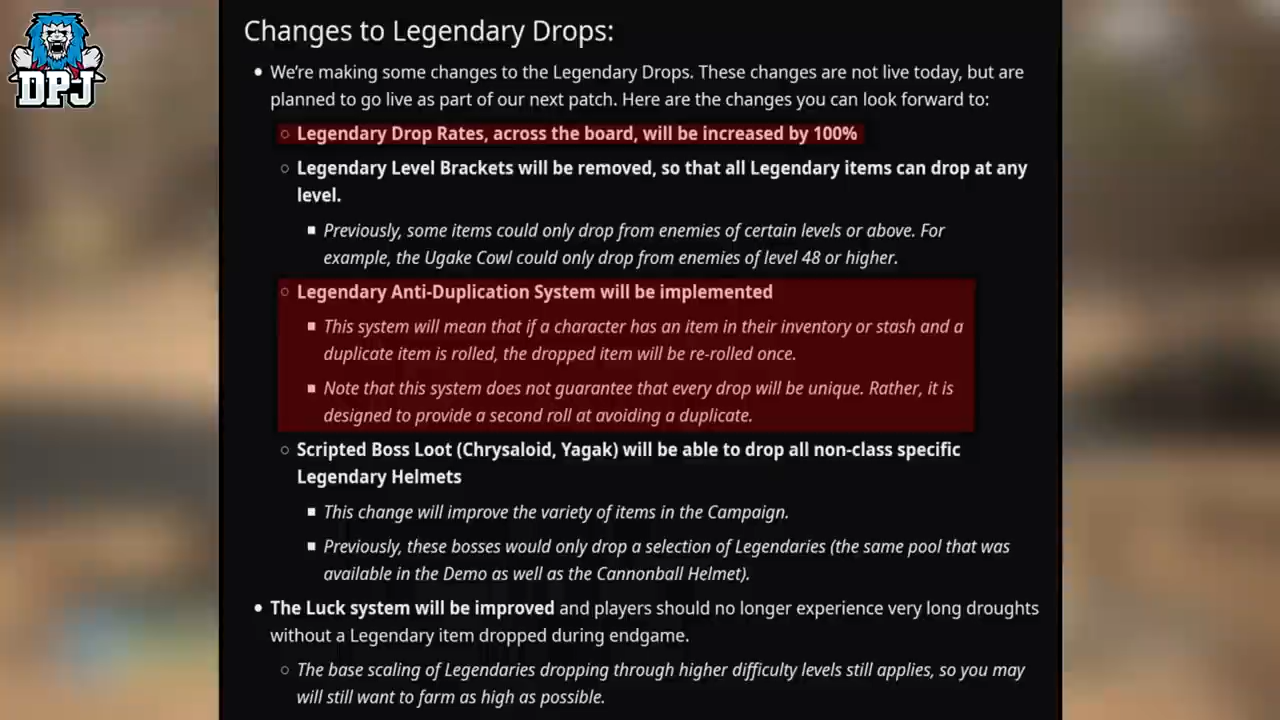 DPJ
Changes to Legendary Drops:
We’re making some changes to the Legendary Drops. These changes are not live today, but are
planned to go live as part of our next patch. Here are the changes you can look forward to:
Legendary Drop Rates, across the board, will be increased by 100%
Legendary Level Brackets will be removed, so that all Legendary items can drop at any
level.
Previously, some items could only drop from enemies of certain levels or above. For
example, the Ugake Cowl could only drop from enemies of level 48 or higher.
Legendary Anti-Duplication System will be implemented
This system will mean that if a character has an item in their inventory or stash and a
duplicate item is rolled, the dropped item will be re-rolled once.
Note that this system does not guarantee that every drop will be unique. Rather, it is
designed to provide a second roll at avoiding a duplicate.
Scripted Boss Loot (Chrysaloid, Yagak) will be able to drop all non-class specific
Legendary Helmets
This change will improve the variety of items in the Campaign.
Previously, these bosses would only drop a selection of Legendaries (the same pool that was
available in the Demo as well as the Cannonball Helmet).
The Luck system will be improved and players should no longer experience very long droughts
without a Legendary item dropped during endgame.
The base scaling of Legendaries dropping through higher difficulty levels still applies, so you may
will still want to farm as high as possible.